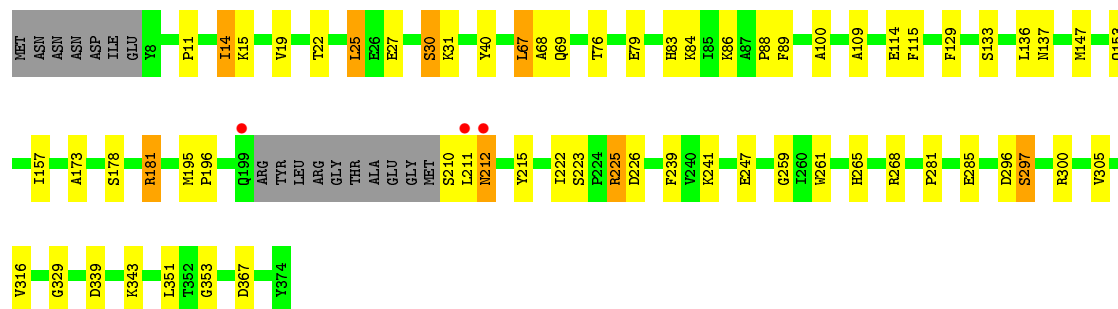 MET ASN ASN ASN ASP ILE GLU Y8 P11 I14 K15 V19 T22 L25 E26 E27 S30 K31 Y40 L67 A68 Q69 T76 E79 H83 K84 I85 K86 A87 P88 F89 A100 A109 E114 F115 F129 S133 L136 N137 M147
I157 A173 S178 R181 M195 P196 Q199 ARG TYR LEU ARG GLY THR ALA GLU GLY MET S210 L211 N212 Y215 I222 S223 P224 R225 D226 F239 V240 K241 E247 G259 I260 W261 H265 R268 P281 E285 D296 S297 R300 V305
V316 G329 D339 K343 L351 T352 G353 D367 Y374